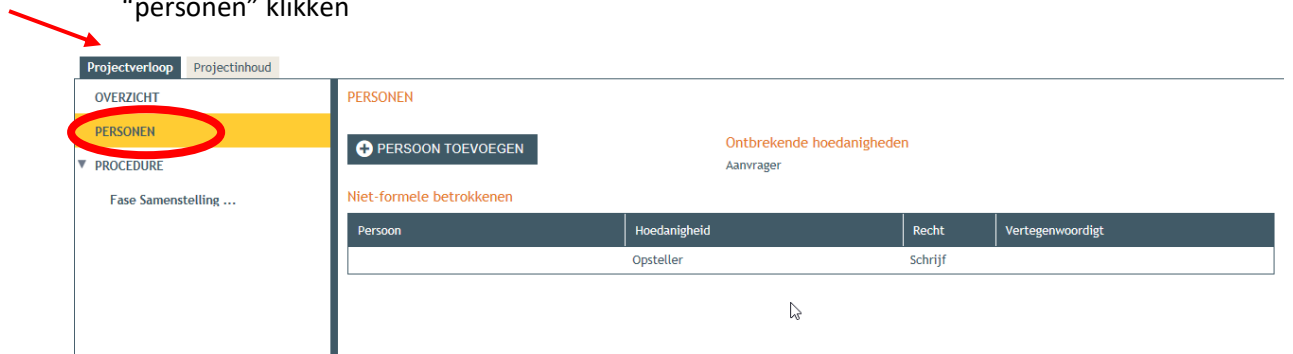 “personen” klikken
Projectverloop Projectinhoud
OVERZICHT
PERSONEN
PROCEDURE
Fase Samenstelling ...
PERSONEN
PERSOON TOEVOEGEN
Ontbrekende hoedanigheden
Aanvrager
Niet-formele betrokkenen
Persoon Hoedanigheid Recht Vertegenwoordigt
Opsteller Schrijf